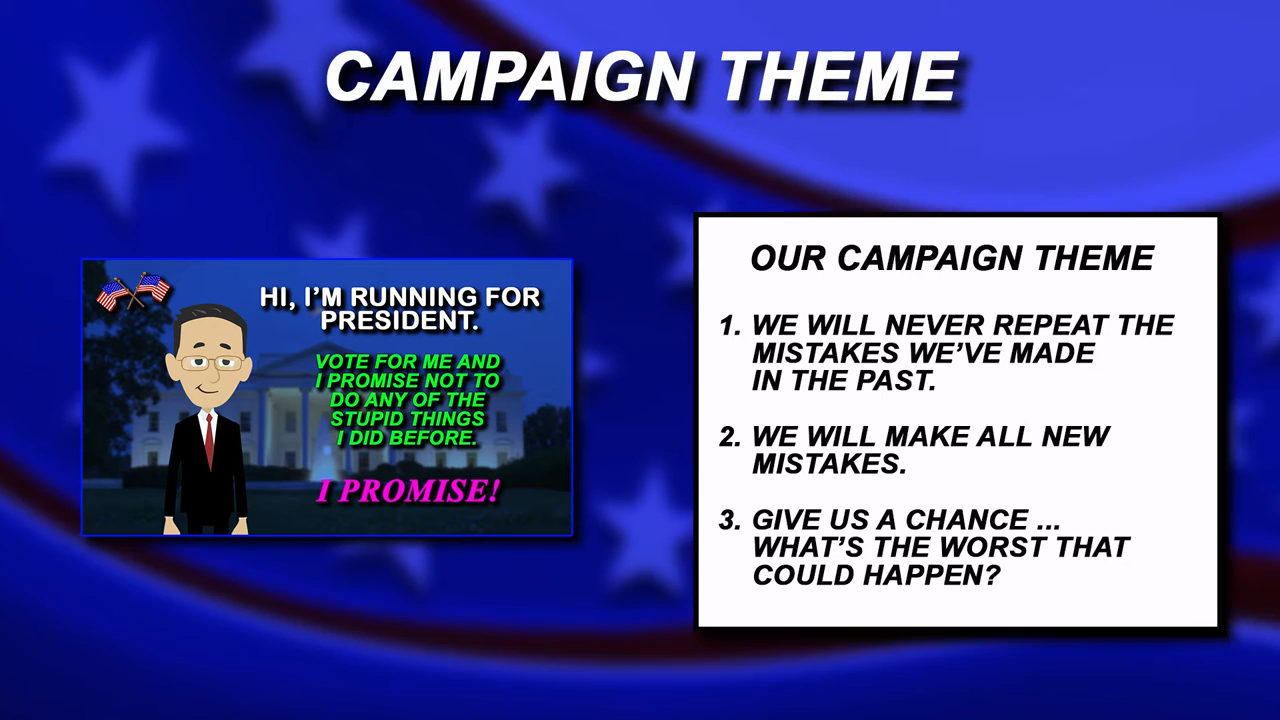 CAMPAIGN THEME
HI, I'M RUNNING FOR
PRESIDENT.
VOTE FOR ME AND
I PROMISE NOT TO
DO ANY OF THE
STUPID THINGS
I DID BEFORE.
I PROMISE!
OUR CAMPAIGN THEME
1. WE WILL NEVER REPEAT THE
MISTAKES WE'VE MADE
IN THE PAST.
2. WE WILL MAKE ALL NEW
MISTAKES.
3. GIVE US A CHANCE ...
WHAT'S THE WORST THAT
COULD HAPPEN?